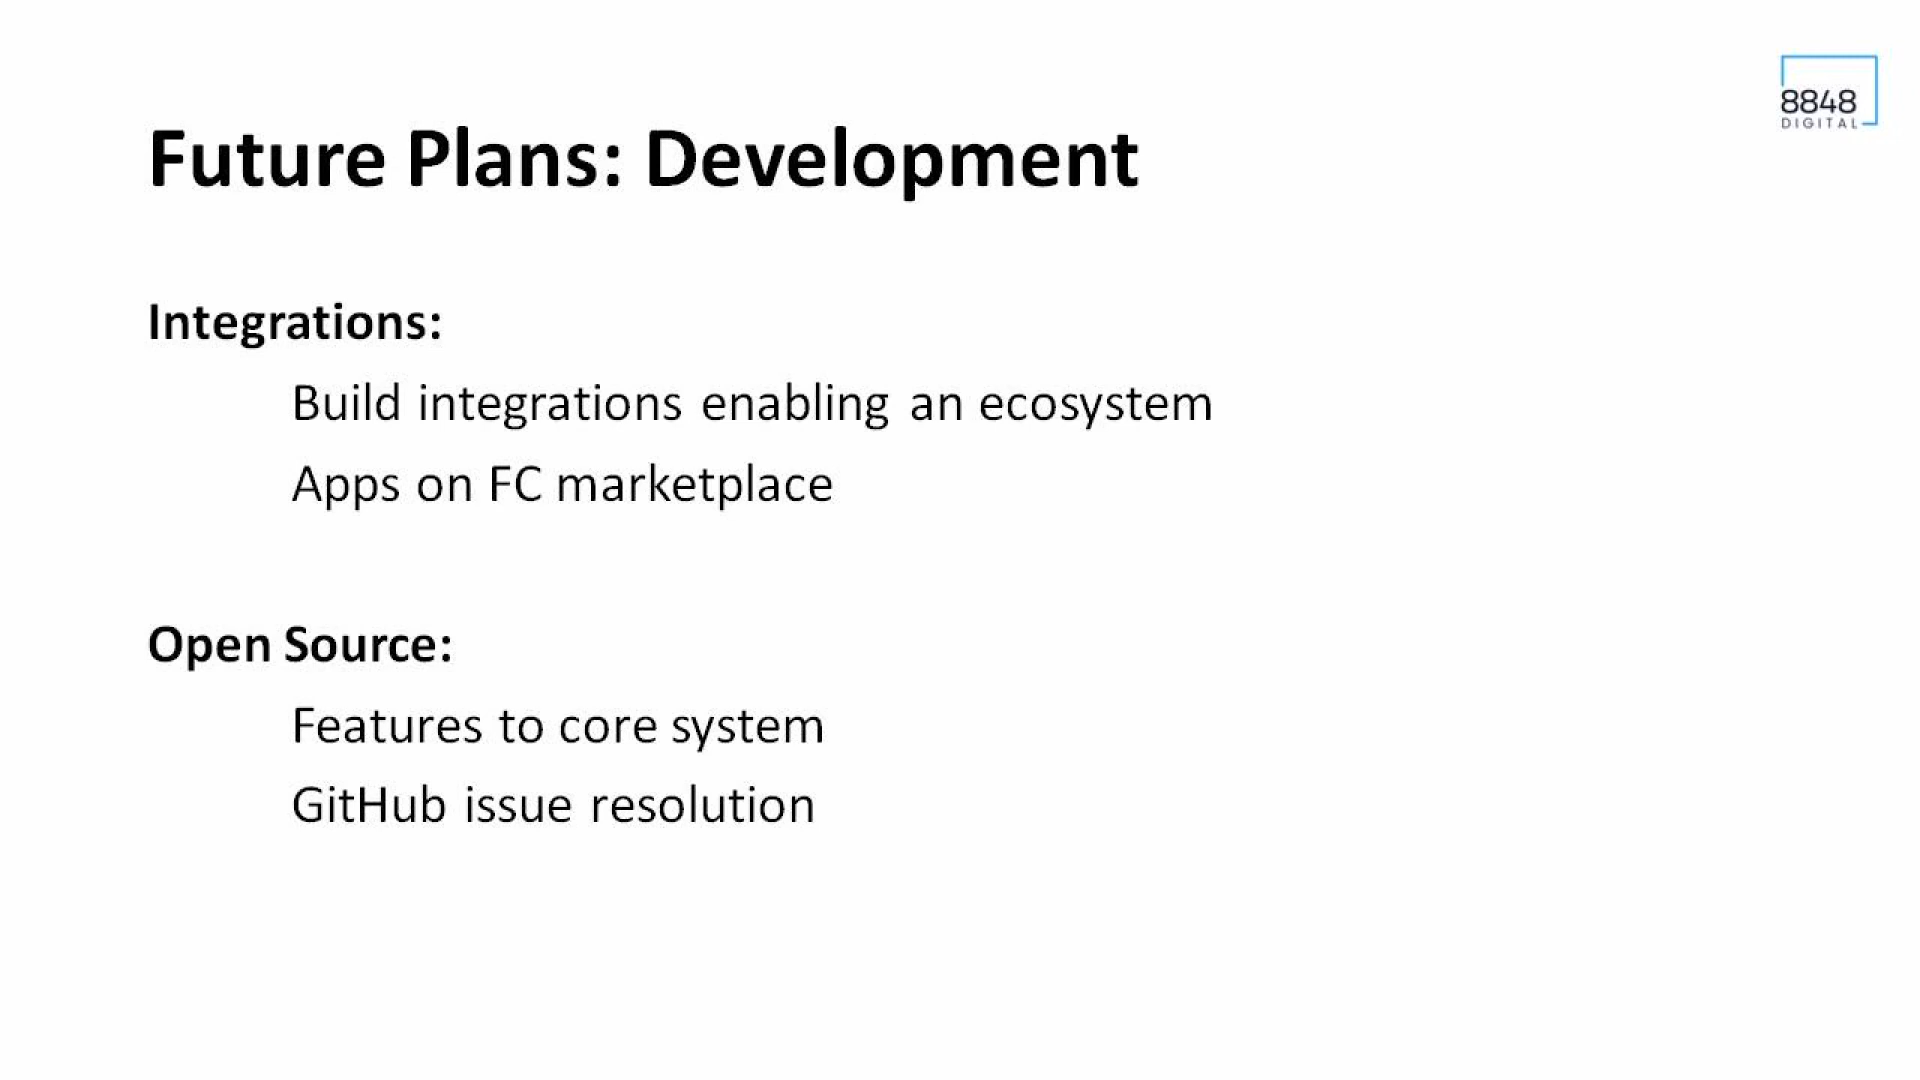 8848
DIGITAL
Future Plans: Development
Integrations:
Build integrations enabling an ecosystem
Apps on FC marketplace
Open Source:
Features to core system
GitHub issue resolution